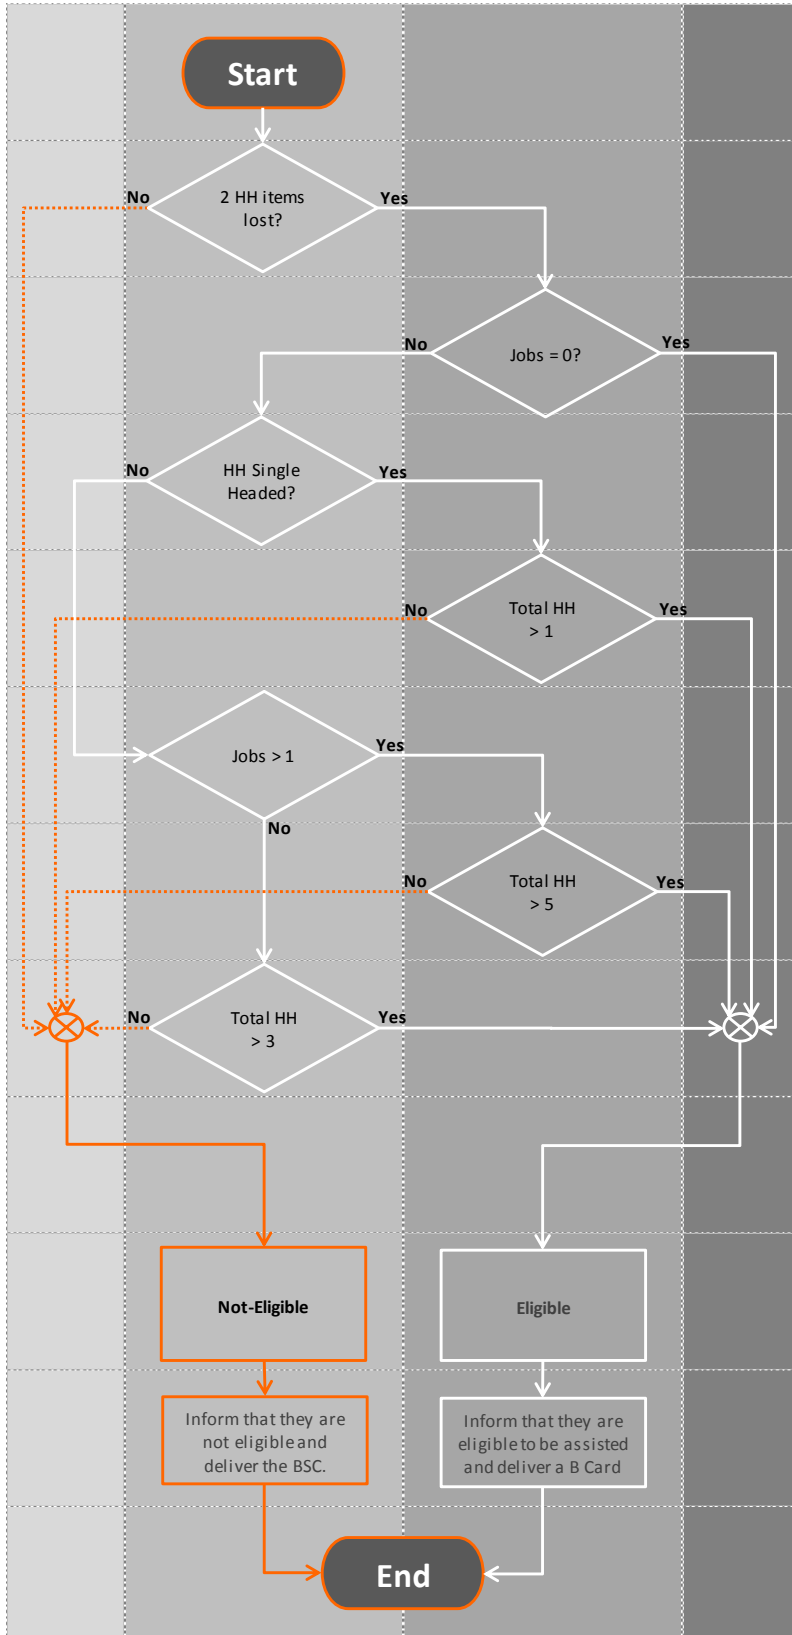 Start
No
2 HH items
lost?
Yes
No
Jobs = 0?
Yes
No
HH Single
Headed?
Yes
No
Total HH
> 1
Yes
Jobs > 1
Yes
No
No
Total HH
> 5
Yes
No
Total HH
> 3
Yes
Not-Eligible
Eligible
Inform that they are
not eligible and
deliver the BSC.
Inform that they are
eligible to be assisted
and deliver a B Card
End